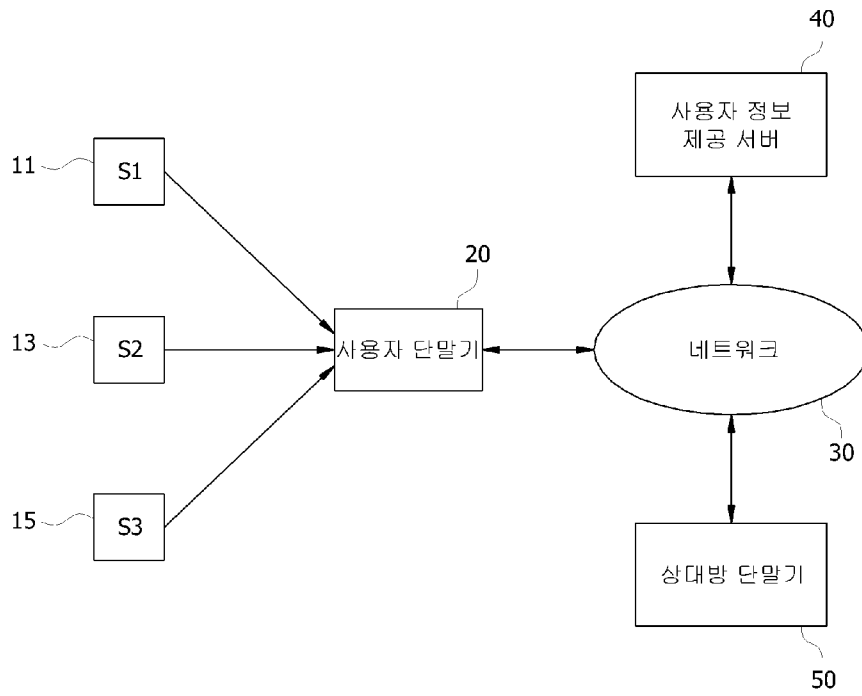 40
사용자 정보
제공 서버
11
S1
20
13
S2
사용자 단말기
네트워크
30
15
S3
상대방 단말기
50